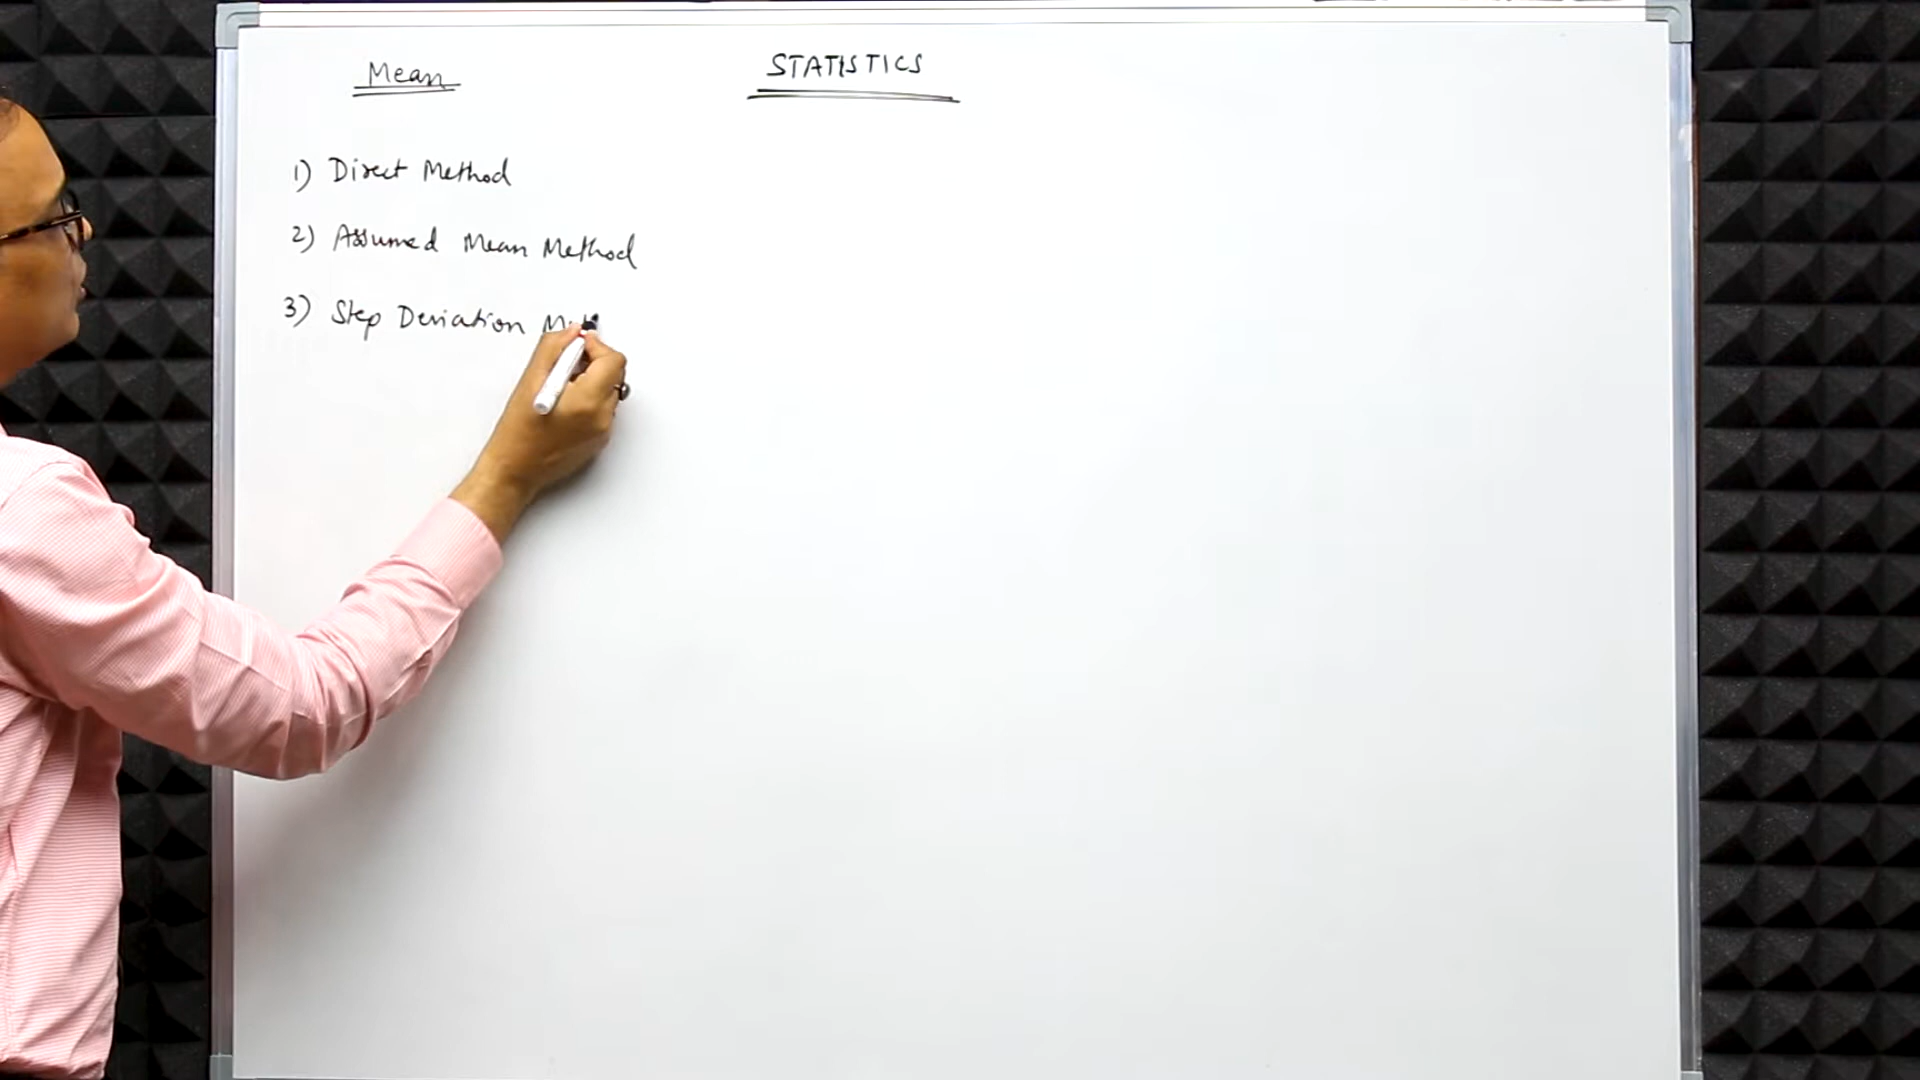 Mean
STATISTICS
1) Direct Method
2) Assumed Mean Method
3) Step Deviation